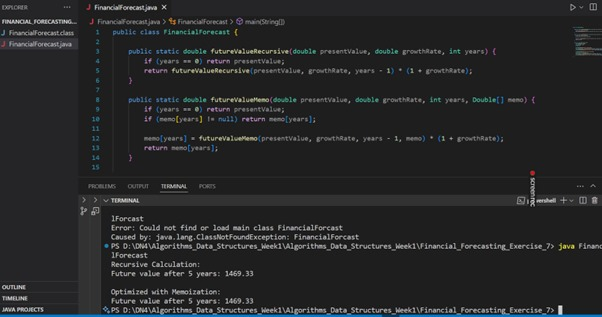 EXPLORER
FINANCIAL_FORECASTING...
FinancialForecast.class
J FinancialForecast.java
J FinancialForecast.java X
J FinancialForecast.java > FinancialForecast > main(String[])
1 public class FinancialForecast {
2
3 public static double futureValueRecursive(double presentValue, double growthRate, int years) {
4 if (years == 0) return presentValue;
5 return futureValueRecursive(presentValue, growthRate, years - 1) * (1 + growthRate);
6 }
7
8 public static double futureValueMemo(double presentValue, double growthRate, int years, Double[] memo) {
9 if (years == 0) return presentValue;
10 if (memo[years] != null) return memo[years];
11
12 memo[years] = futureValueMemo(presentValue, growthRate, years - 1, memo) * (1 + growthRate);
13 return memo[years];
14 }
15
PROBLEMS OUTPUT TERMINAL PORTS
TERMINAL
lForcast
Error: Could not find or load main class FinancialForcast
Caused by: java.lang.ClassNotFoundException: FinancialForcast
PS D:\DN4\Algorithms_Data_Structures_Week1\Algorithms_Data_Structures_Week1\Financial_Forecasting_Exercise_7> java Financia
lForecast
Recursive Calculation:
Future value after 5 years: 1469.33
Optimized with Memoization:
Future value after 5 years: 1469.33
PS D:\DN4\Algorithms_Data_Structures_Week1\Algorithms_Data_Structures_Week1\Financial_Forecasting_Exercise_7>
OUTLINE
TIMELINE
JAVA PROJECTS